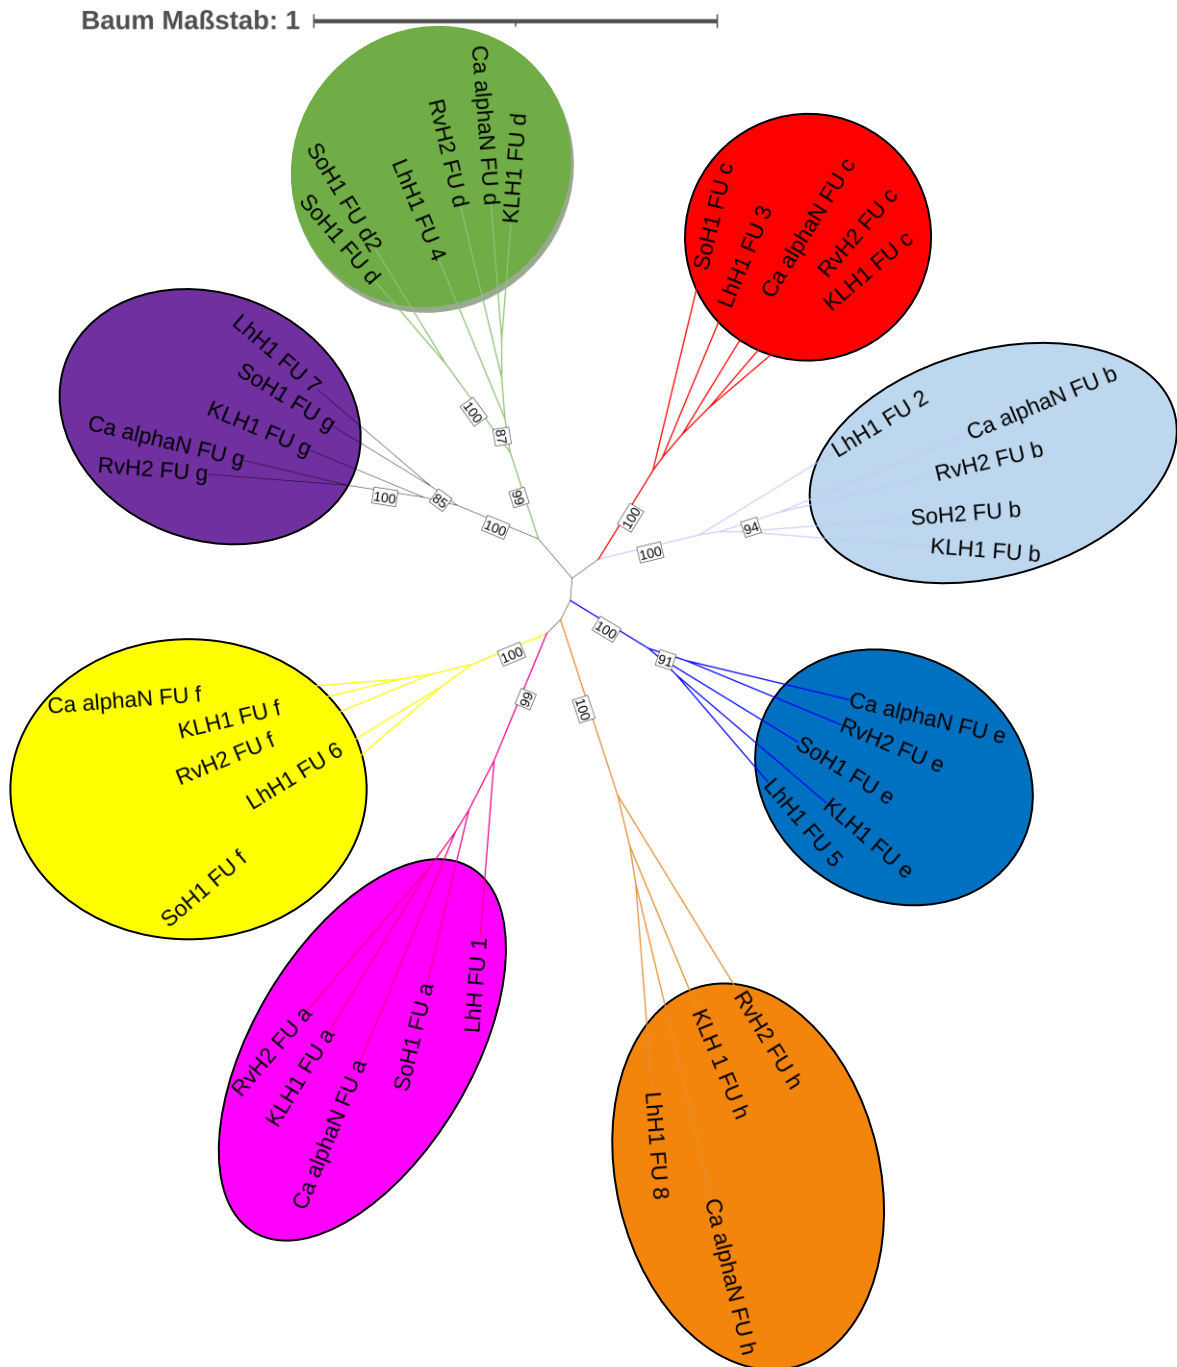 Baum Maßstab: 1
SoH1 FU d
SoH1 FU d2
LhH1 FU 4
RvH2 FU d
Ca alphaN FU d
KLH1 FU d
100
87
99
SoH1 FU c
LhH1 FU 3
Ca alphaN FU c
RvH2 FU c
KLH1 FU c
100
LhH1 FU 7
SoH1 FU g
KLH1 FU g
Ca alphaN FU g
RvH2 FU g
100
85
100
LhH1 FU 2
Ca alphaN FU b
RvH2 FU b
SoH2 FU b
KLH1 FU b
94
100
100
91
Ca alphaN FU e
RvH2 FU e
SoH1 FU e
KLH1 FU e
LhH1 FU 5
100
Ca alphaN FU f
KLH1 FU f
RvH2 FU f
LhH1 FU 6
SoH1 FU f
99
RvH2 FU a
KLH1 FU a
Ca alphaN FU a
SoH1 FU a
LhH FU 1
100
RvH2 FU h
KLH 1 FU h
LhH1 FU 8
Ca alphaN FU h